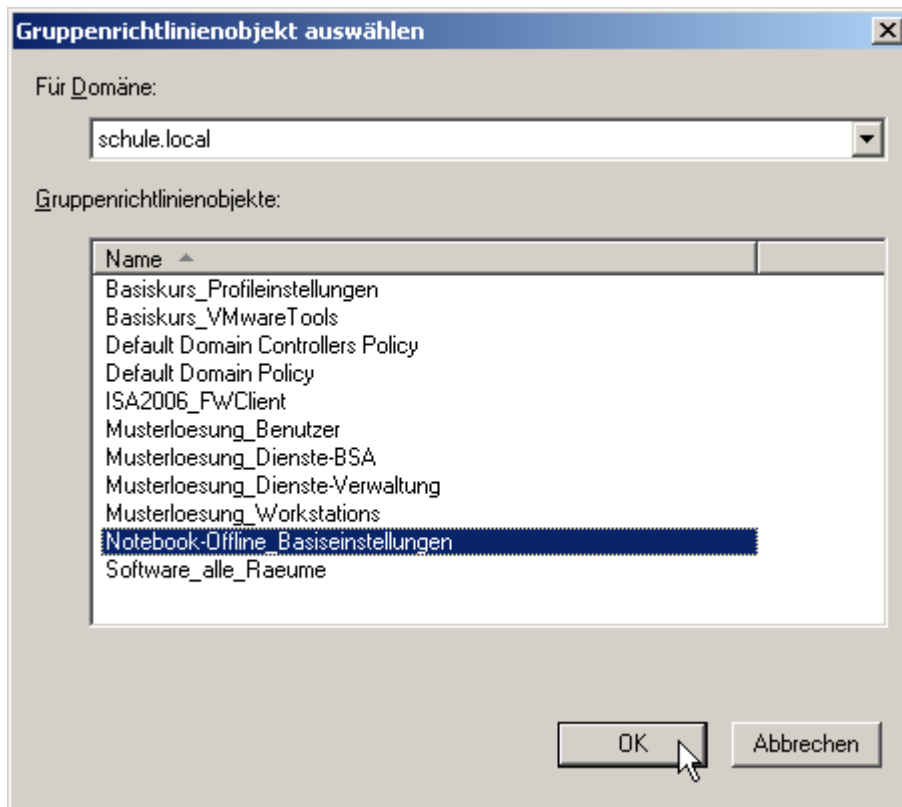 Gruppenrichtlinienobjekt auswählen
Für Domäne:
schule.local
Gruppenrichtlinienobjekte:
Name
Basiskurs_Profileinstellungen
Basiskurs_VMwareTools
Default Domain Controllers Policy
Default Domain Policy
ISA2006_FWClient
Musterloesung_Benutzer
Musterloesung_Dienste-BSA
Musterloesung_Dienste-Verwaltung
Musterloesung_Workstations
Notebook-Offline_Basiseinstellungen
Software_alle_Raeume
OK Abbrechen